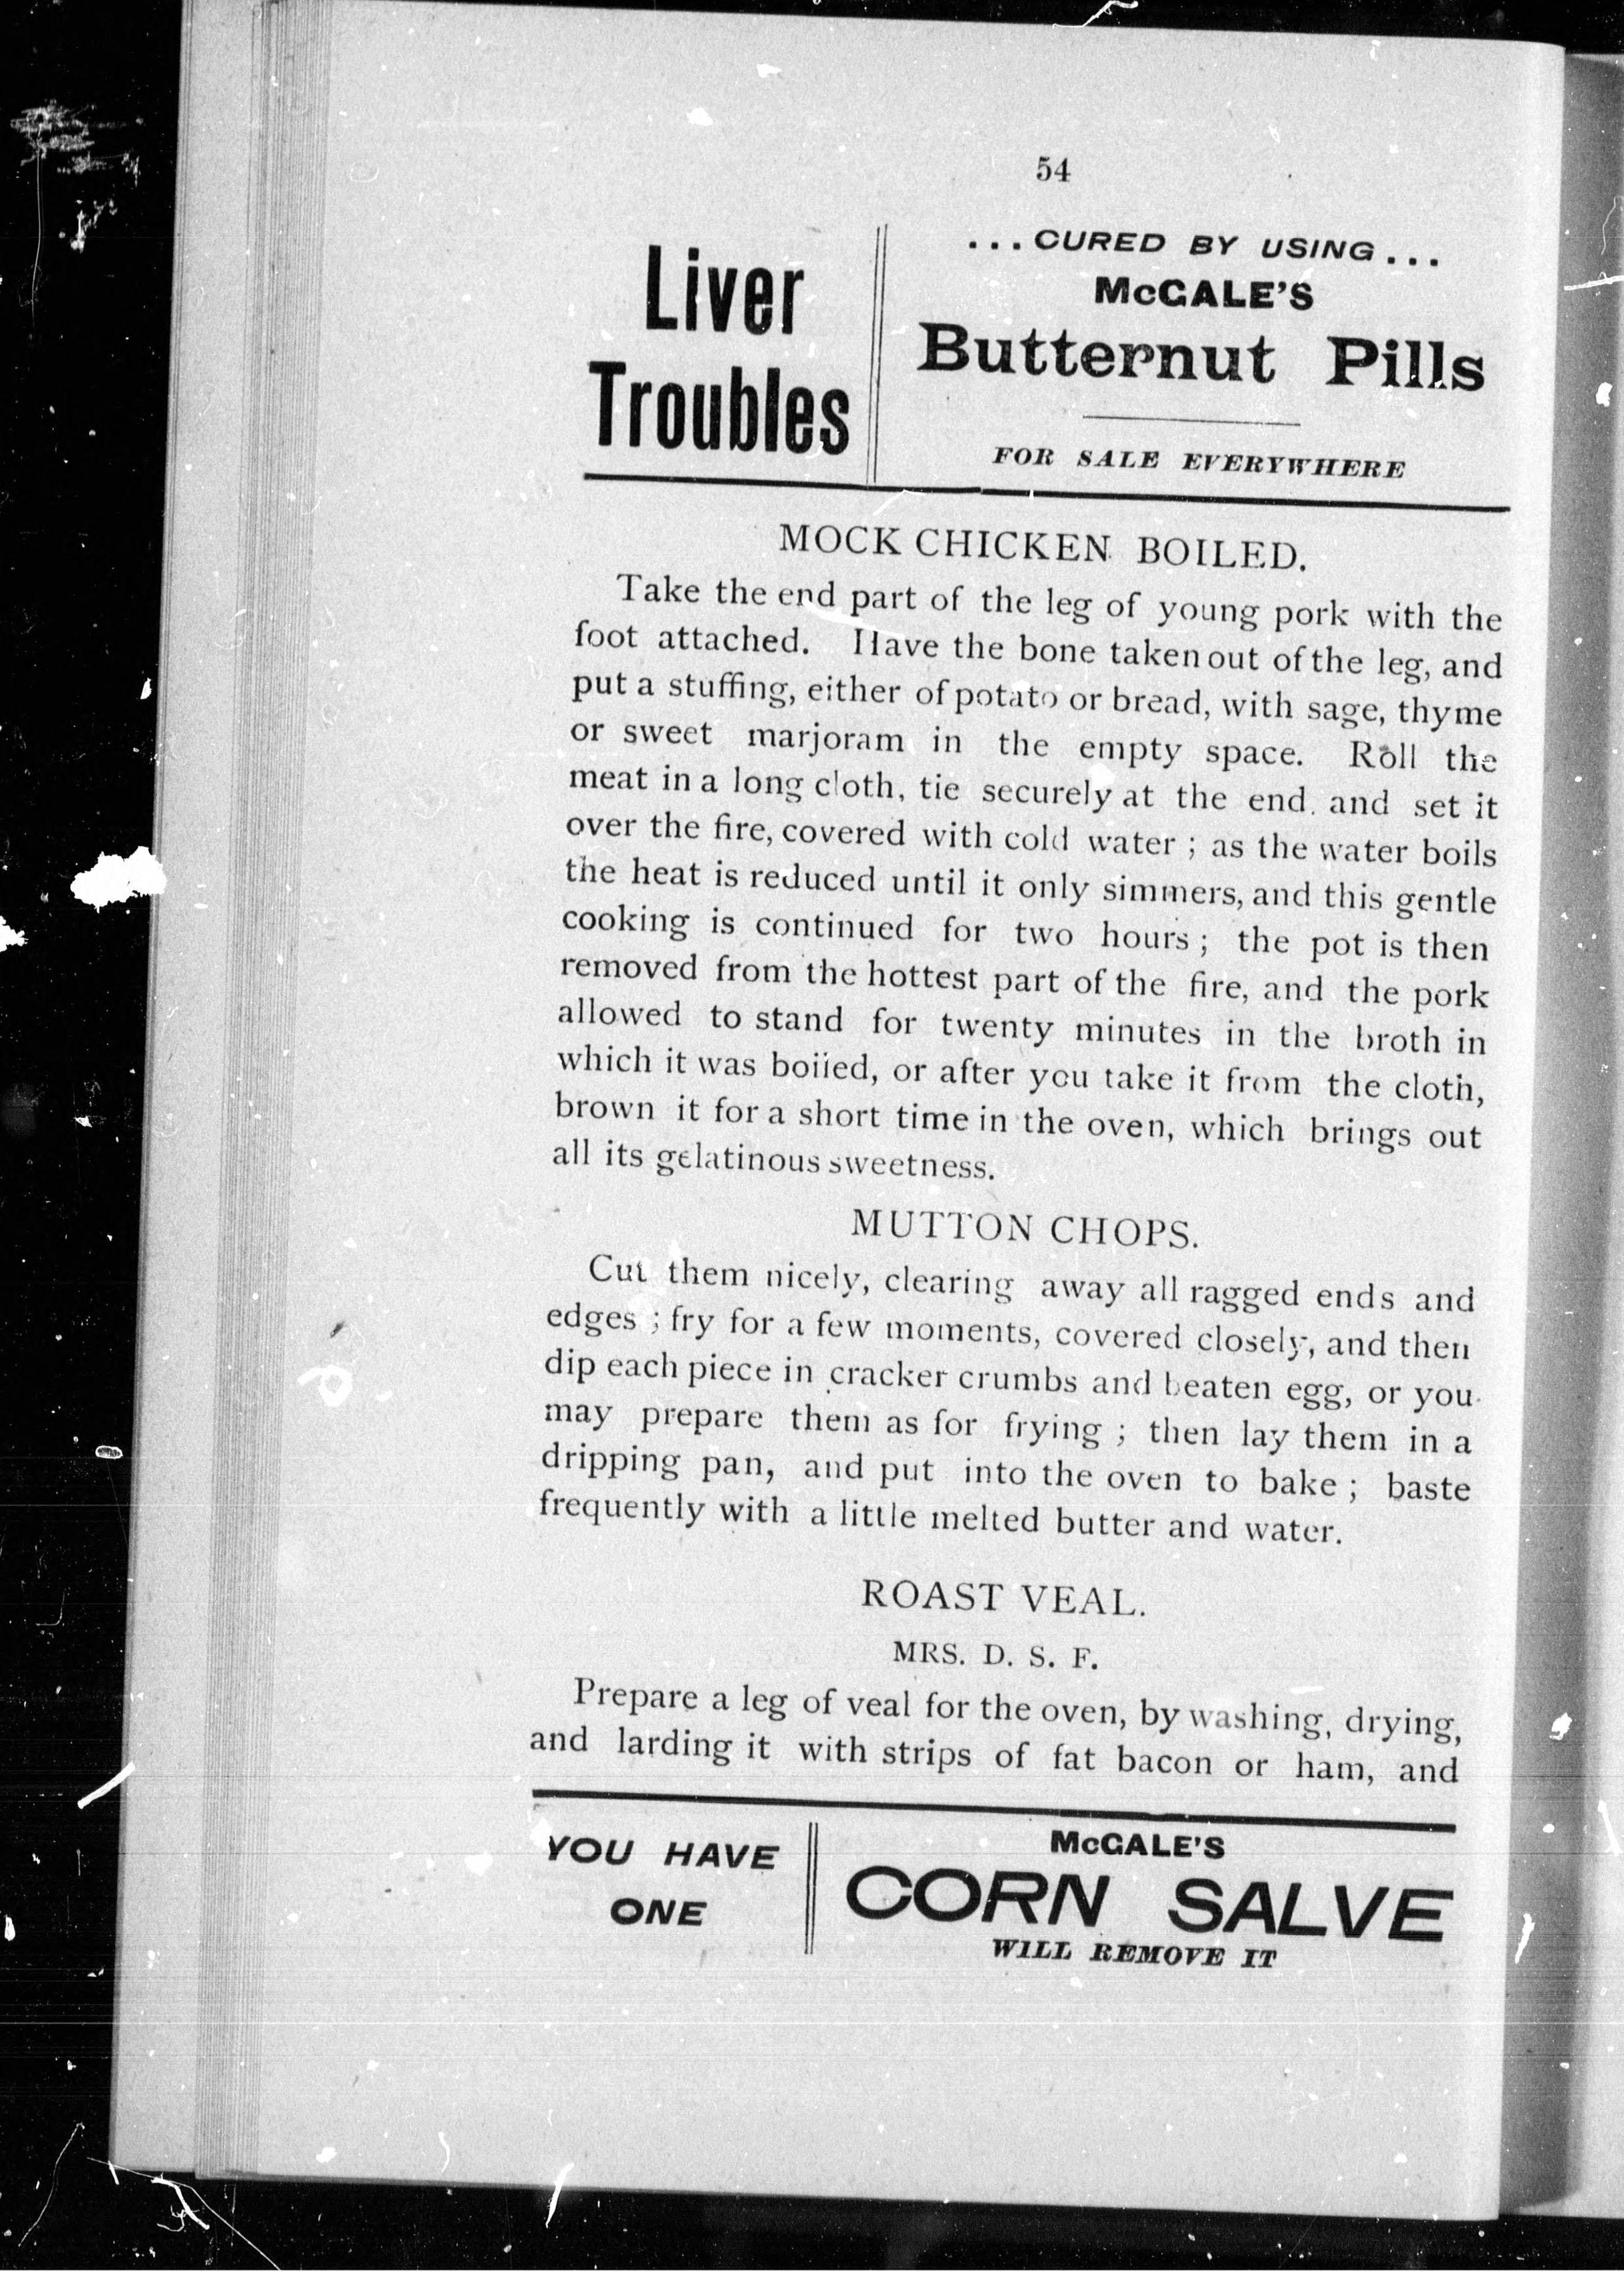 54
Liver
Troubles
...CURED BY USING...
McGALE'S
Butternut Pills
FOR SALE EVERYWHERE
MOCK CHICKEN BOILED.
Take the end part of the leg of young pork with the
foot attached. Have the bone taken out of the leg, and
put a stuffing, either of potato or bread, with sage, thyme
or sweet marjoram in the empty space. Roll the
meat in a long cloth, tie securely at the end, and set it
over the fire, covered with cold water ; as the water boils
the heat is reduced until it only simmers, and this gentle
cooking is continued for two hours ; the pot is then
removed from the hottest part of the fire, and the pork
allowed to stand for twenty minutes in the broth in
which it was boiled, or after you take it from the cloth,
brown it for a short time in the oven, which brings out
all its gelatinous sweetness.
MUTTON CHOPS.
Cut them nicely, clearing away all ragged ends and
edges ; fry for a few moments, covered closely, and then
dip each piece in cracker crumbs and beaten egg, or you
may prepare them as for frying ; then lay them in a
dripping pan, and put into the oven to bake ; baste
frequently with a little melted butter and water.
ROAST VEAL.
MRS. D. S. F.
Prepare a leg of veal for the oven, by washing, drying,
and larding it with strips of fat bacon or ham, and
YOU HAVE
ONE
McGALE'S
CORN SALVE
WILL REMOVE IT